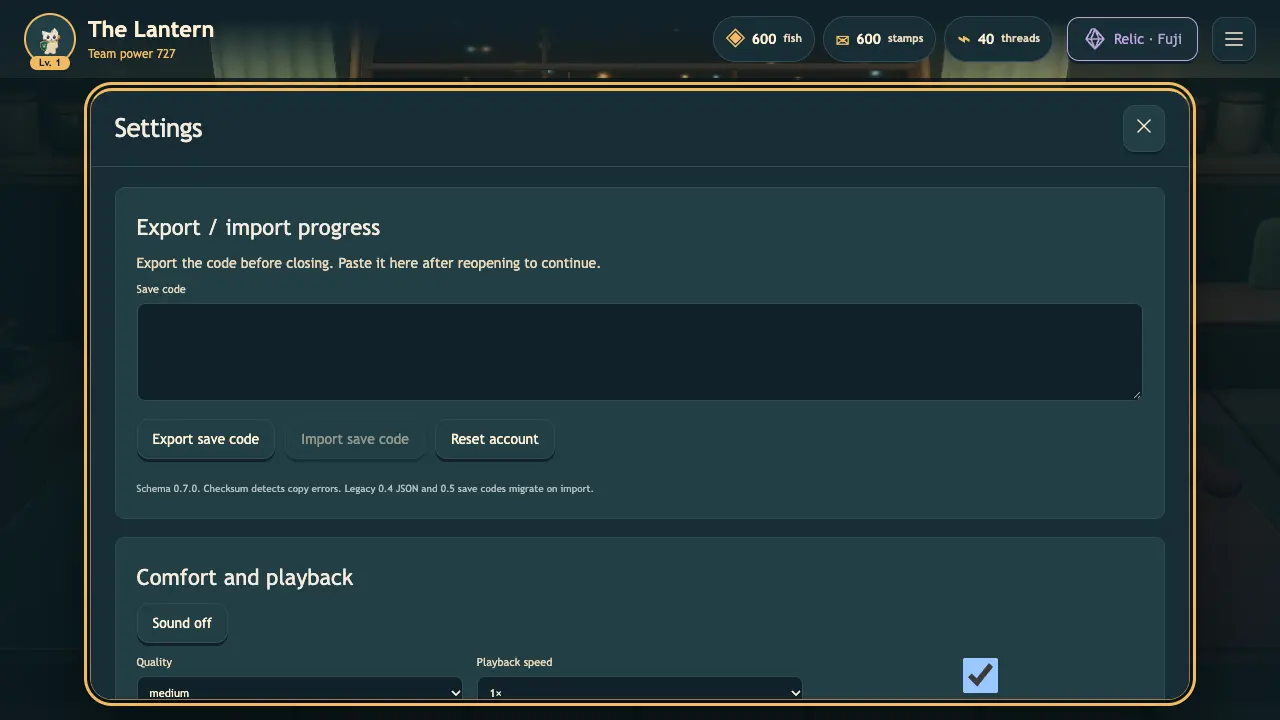 The Lantern
Team power 727
Lv. 1
600 fish
600 stamps
40 threads
Relic · Fuji
Settings
Export / import progress
Export the code before closing. Paste it here after reopening to continue.
Save code
Export save code
Import save code
Reset account
Schema 0.7.0. Checksum detects copy errors. Legacy 0.4 JSON and 0.5 save codes migrate on import.
Comfort and playback
Sound off
Quality
Playback speed
medium
1×